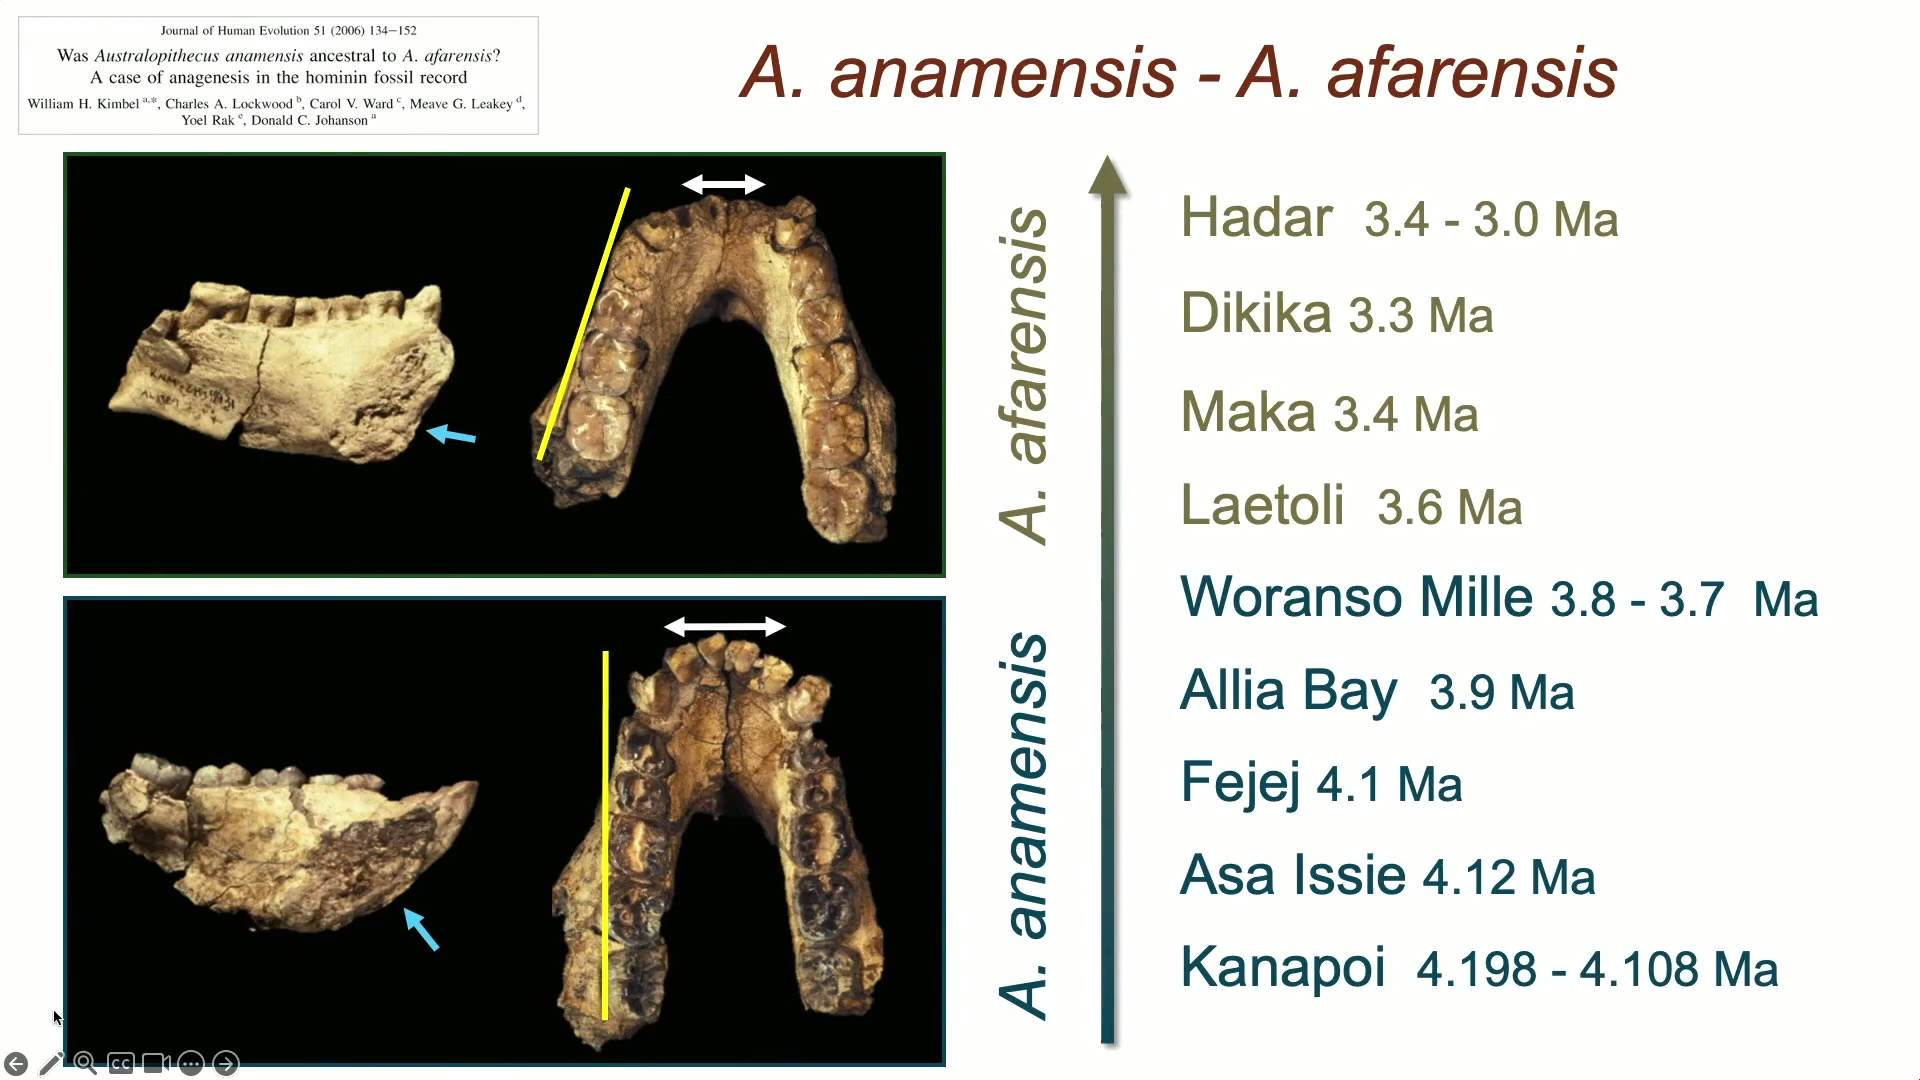 Journal of Human Evolution 51 (2006) 134–152
Was Australopithecus anamensis ancestral to A. afarensis?
A case of anagenesis in the hominin fossil record
William H. Kimbel a,*, Charles A. Lockwood b, Carol V. Ward c, Meave G. Leakey d,
Yoel Rak e, Donald C. Johanson a
A. anamensis - A. afarensis
A. afarensis
Hadar 3.4 - 3.0 Ma
Dikika 3.3 Ma
Maka 3.4 Ma
Laetoli 3.6 Ma
A. anamensis
Woranso Mille 3.8 - 3.7 Ma
Allia Bay 3.9 Ma
Fejej 4.1 Ma
Asa Issie 4.12 Ma
Kanapoi 4.198 - 4.108 Ma
CC